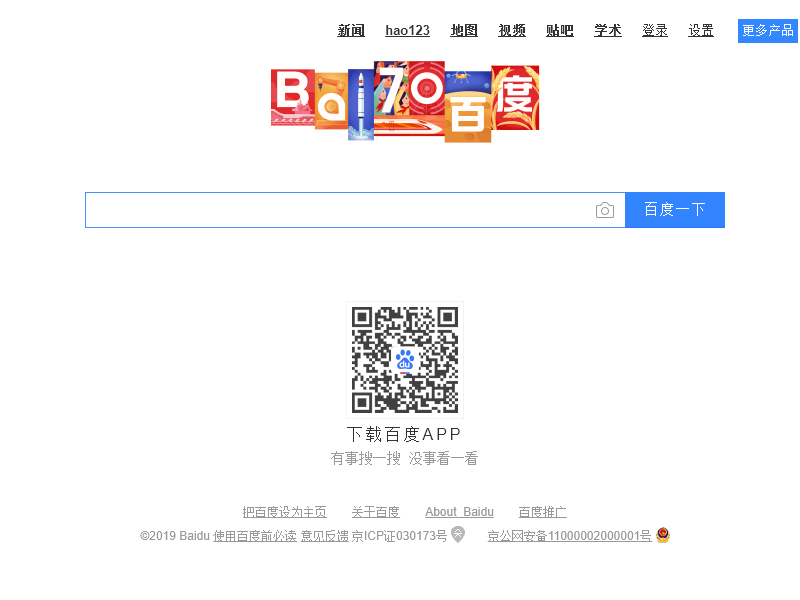 新闻 hao123 地图 视频 贴吧 学术 登录 设置 更多产品
Bai70百度
百度一下
du
下载百度APP
有事搜一搜 没事看一看
把百度设为主页 关于百度 About Baidu 百度推广
©2019 Baidu 使用百度前必读 意见反馈 京ICP证030173号 京公网安备11000002000001号